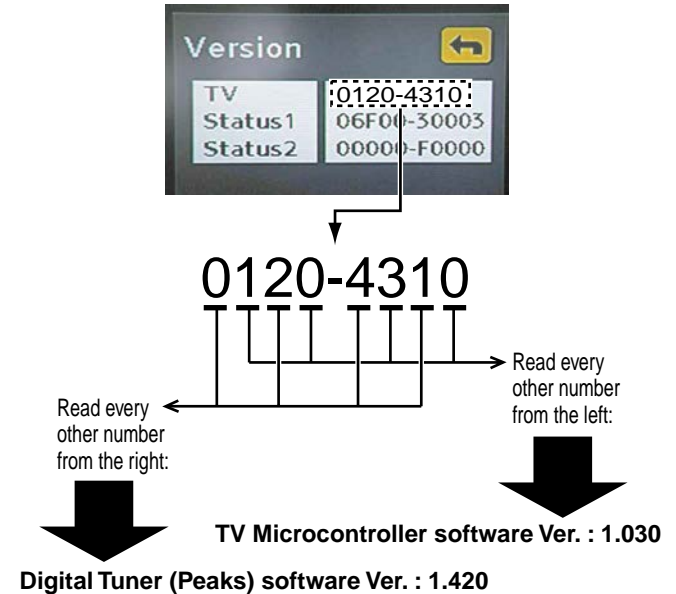 Version
TV 0120-4310
Status1 06F00-30003
Status2 00000-F0000
0120-4310
Read every
other number
from the left:
Read every
other number
from the right:
TV Microcontroller software Ver. : 1.030
Digital Tuner (Peaks) software Ver. : 1.420